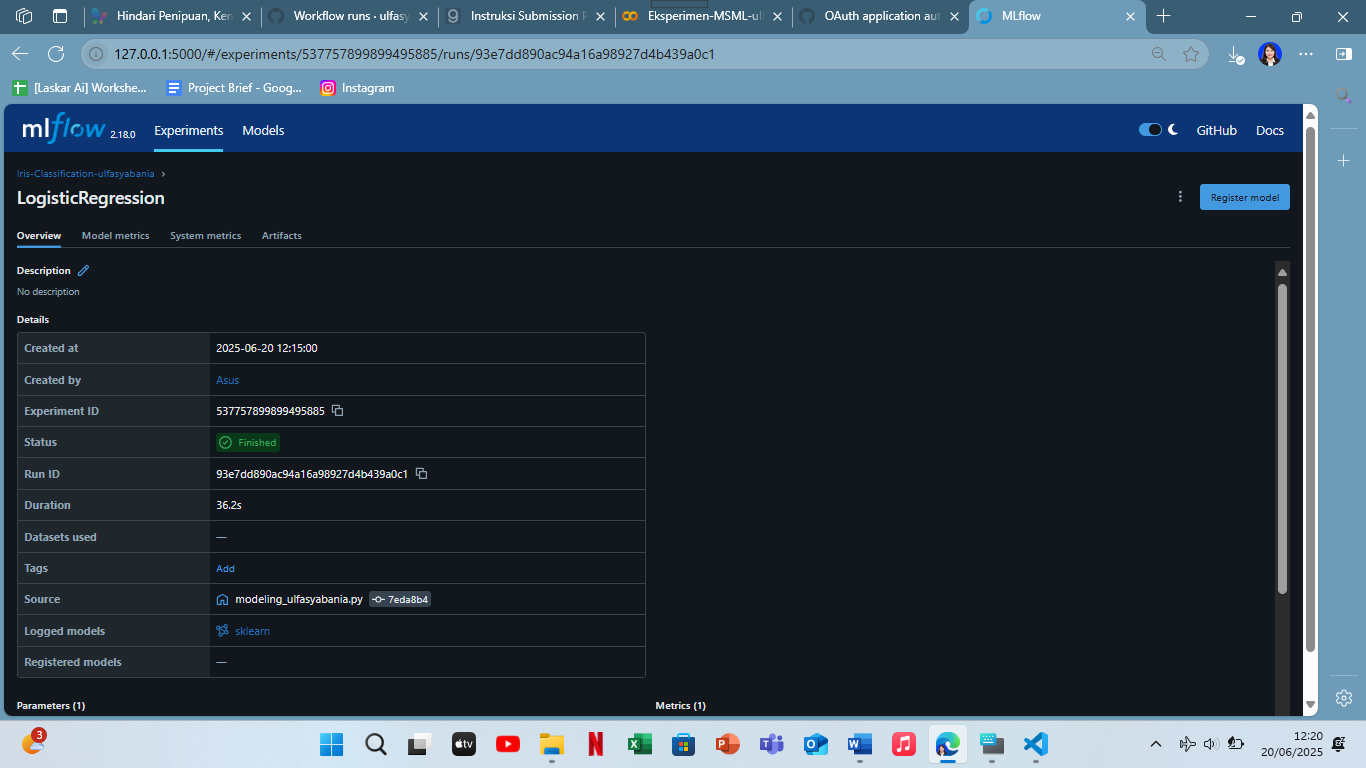 Hindari Penipuan, Ken
Workflow runs · ulfasy
Instruksi Submission P
Eksperimen-MSML-ulf
OAuth application aut
MLflow
127.0.0.1:5000/#/experiments/537757899899495885/runs/93e7dd890ac94a16a98927d4b439a0c1
[Laskar Ai] Workshe...
Project Brief - Goog...
Instagram
mlflow 2.18.0
Experiments
Models
GitHub
Docs
Iris-Classification-ulfasyabania
LogisticRegression
Register model
Overview
Model metrics
System metrics
Artifacts
Description
No description
Details
Created at 2025-06-20 12:15:00
Created by Asus
Experiment ID 537757899899495885
Status Finished
Run ID 93e7dd890ac94a16a98927d4b439a0c1
Duration 36.2s
Datasets used —
Tags Add
Source modeling_ulfasyabania.py 7eda8b4
Logged models sklearn
Registered models —
Parameters (1)
Metrics (1)
3
tv
12:20
20/06/2025